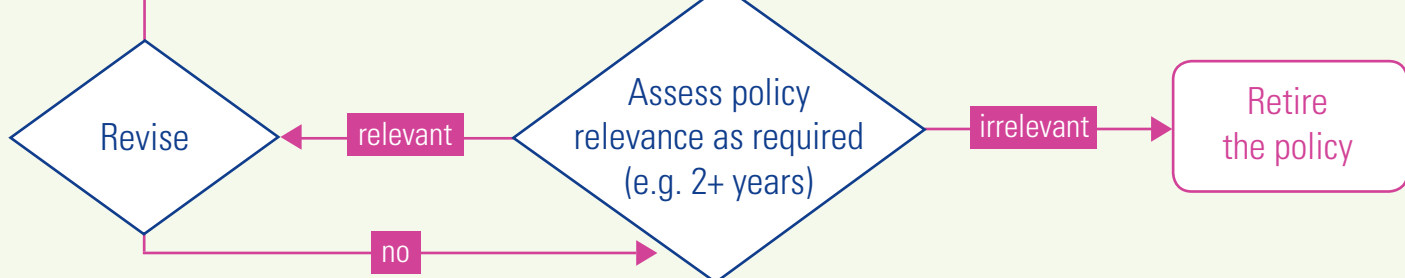 Revise
relevant
Assess policy
relevance as required
(e.g. 2+ years)
irrelevant
Retire
the policy
no